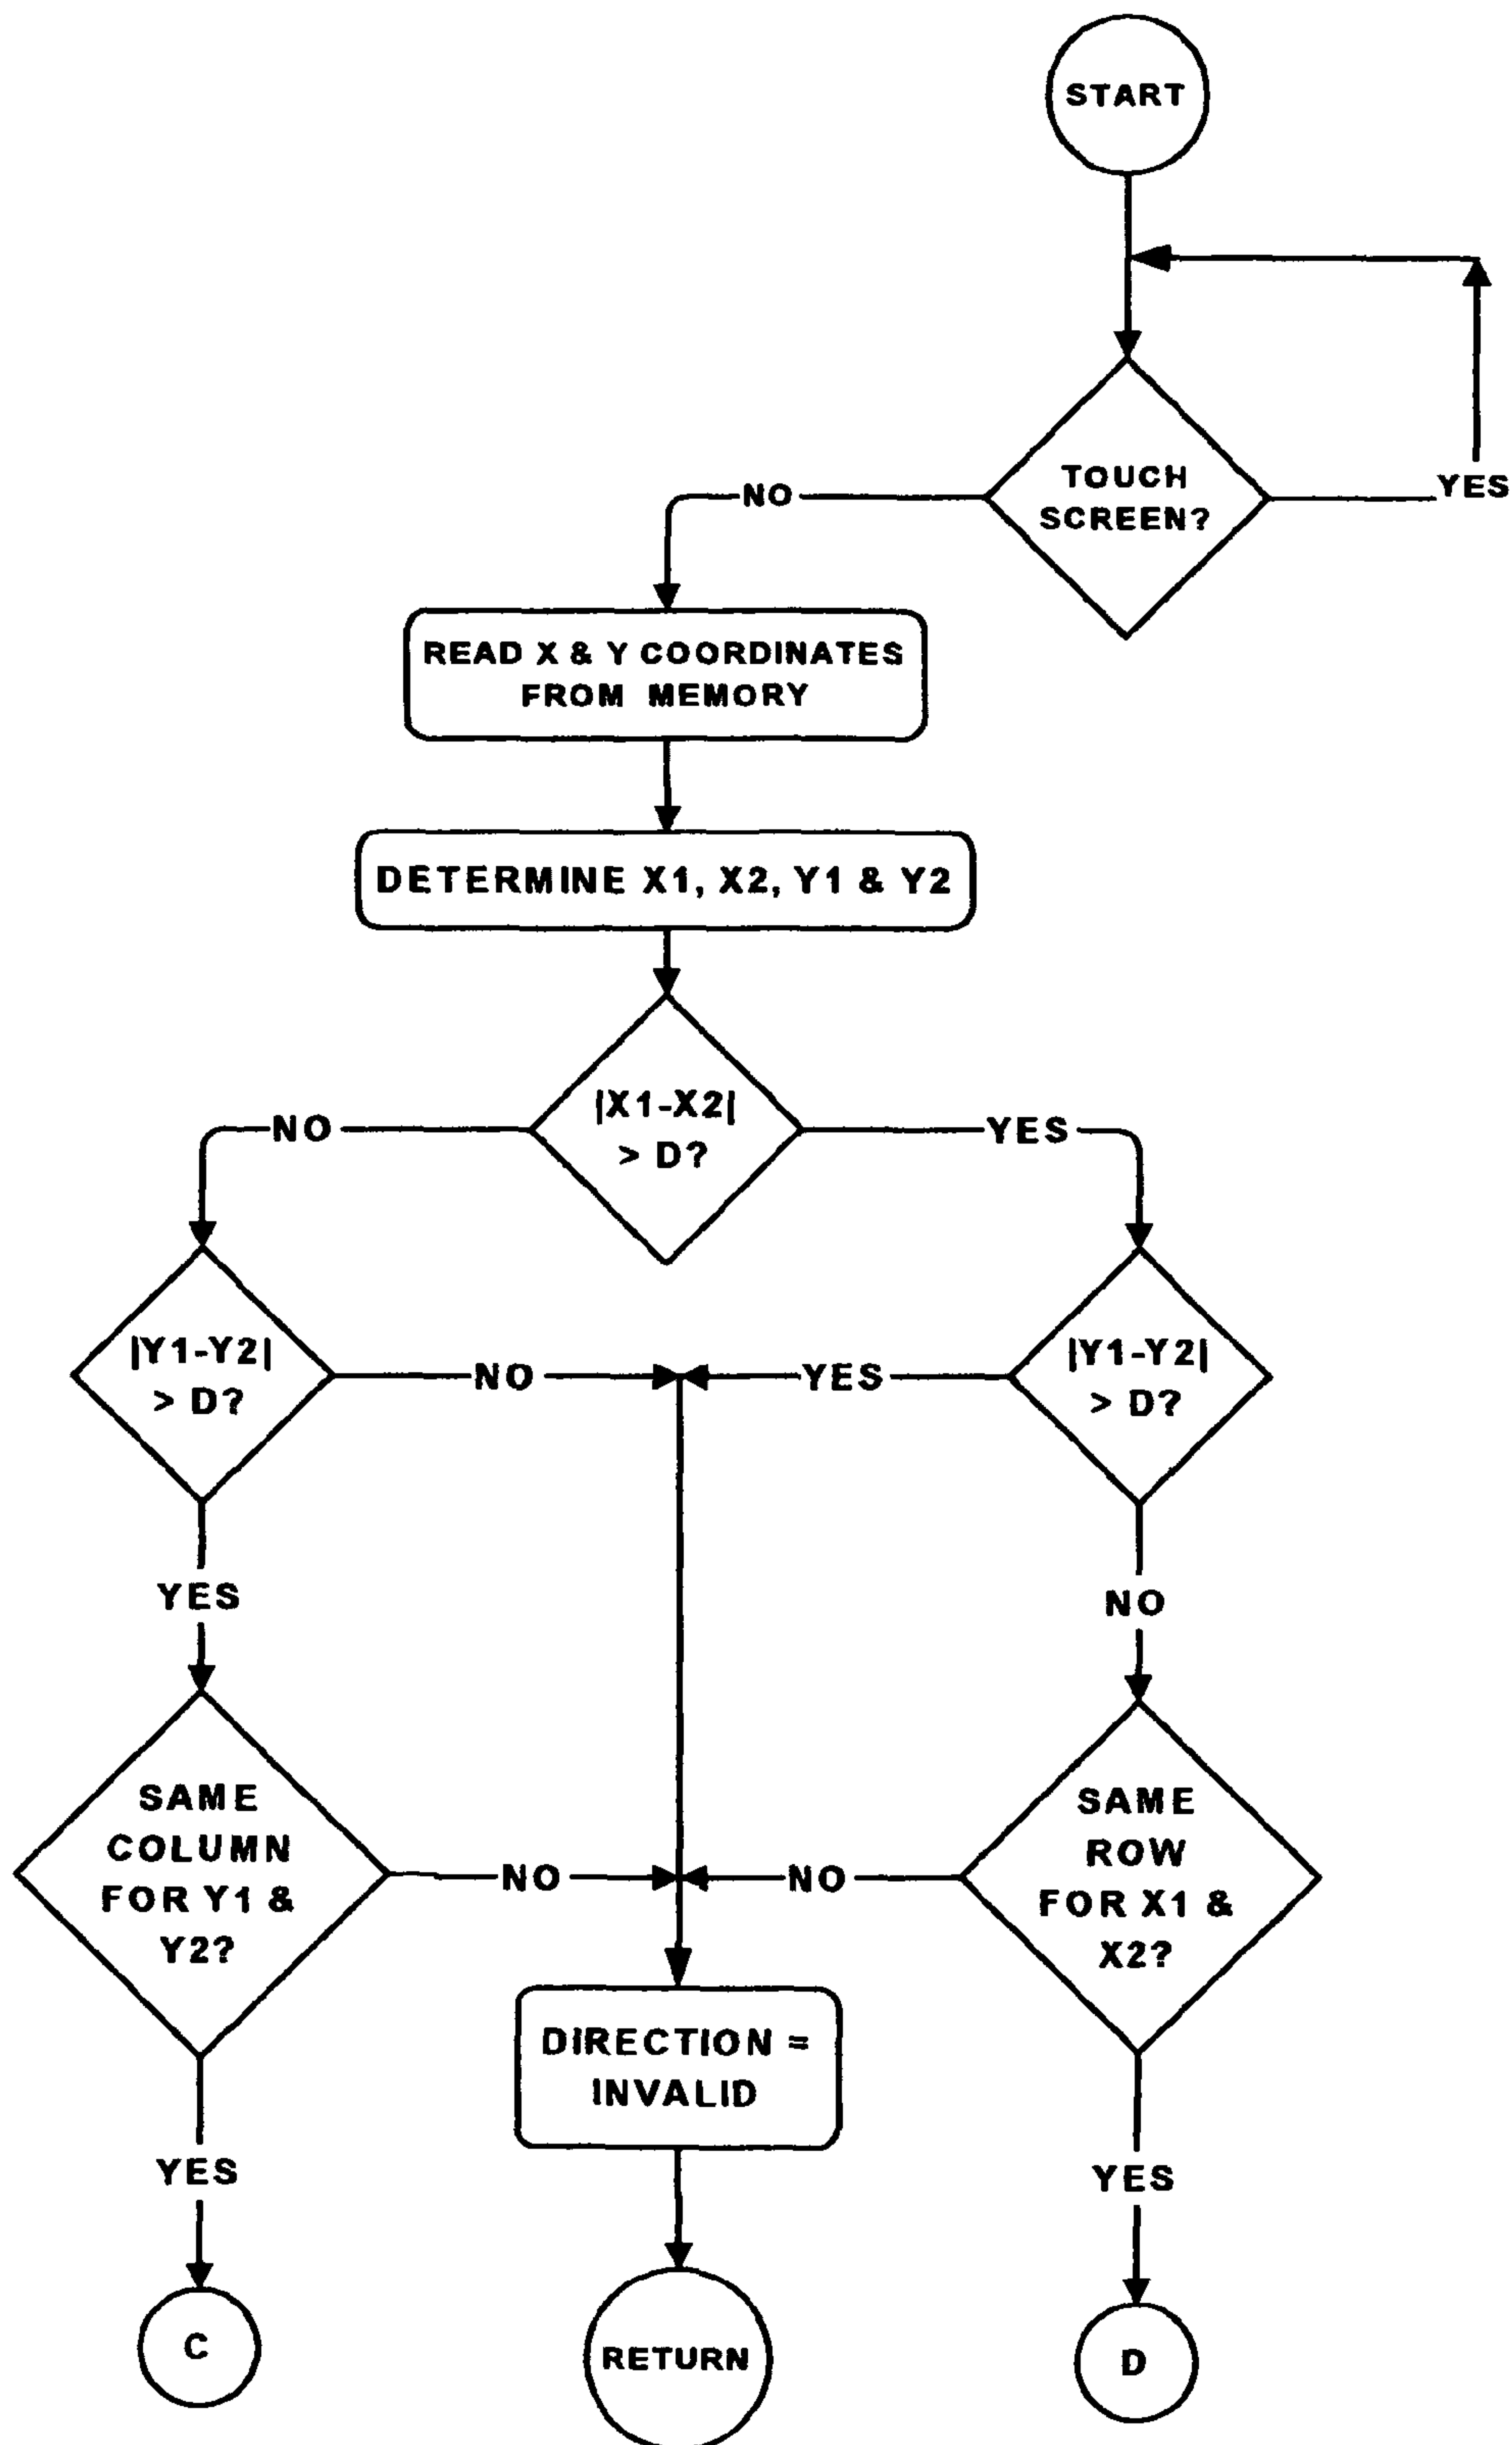 START
TOUCH
SCREEN?
YES
NO
READ X & Y COORDINATES
FROM MEMORY
DETERMINE X1, X2, Y1 & Y2
|X1-X2|
> D?
NO
YES
|Y1-Y2|
> D?
NO
YES
|Y1-Y2|
> D?
YES
NO
SAME
COLUMN
FOR Y1 &
Y2?
NO
NO
SAME
ROW
FOR X1 &
X2?
DIRECTION =
INVALID
YES
YES
C
RETURN
D